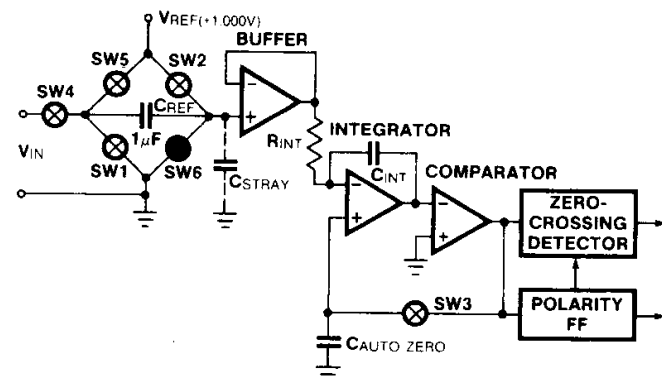 VREF(+1.000V)
BUFFER
SW5
SW2
SW4
CREF
1µF
VIN
SW1
SW6
CSTRAY
RINT
INTEGRATOR
CINT
COMPARATOR
ZERO-
CROSSING
DETECTOR
SW3
POLARITY
FF
CAUTO ZERO
−
+
−
+
−
+